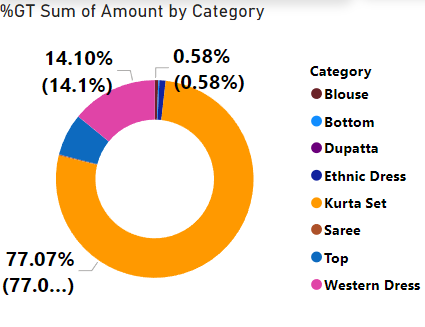 %GT Sum of Amount by Category
14.10%
(14.1%)
0.58%
(0.58%)
77.07%
(77.0...)
Category
Blouse
Bottom
Dupatta
Ethnic Dress
Kurta Set
Saree
Top
Western Dress